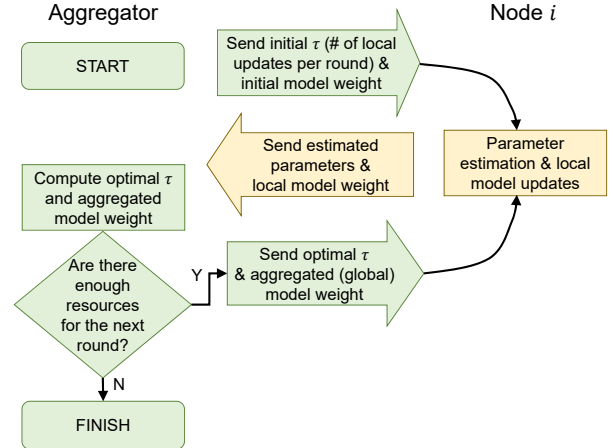 Aggregator
Node i
START
Send initial τ (# of local
updates per round) &
initial model weight
Send estimated
parameters &
local model weight
Parameter
estimation & local
model updates
Compute optimal τ
and aggregated
model weight
Are there
enough
resources
for the next
round?
Y
Send optimal τ
& aggregated (global)
model weight
N
FINISH